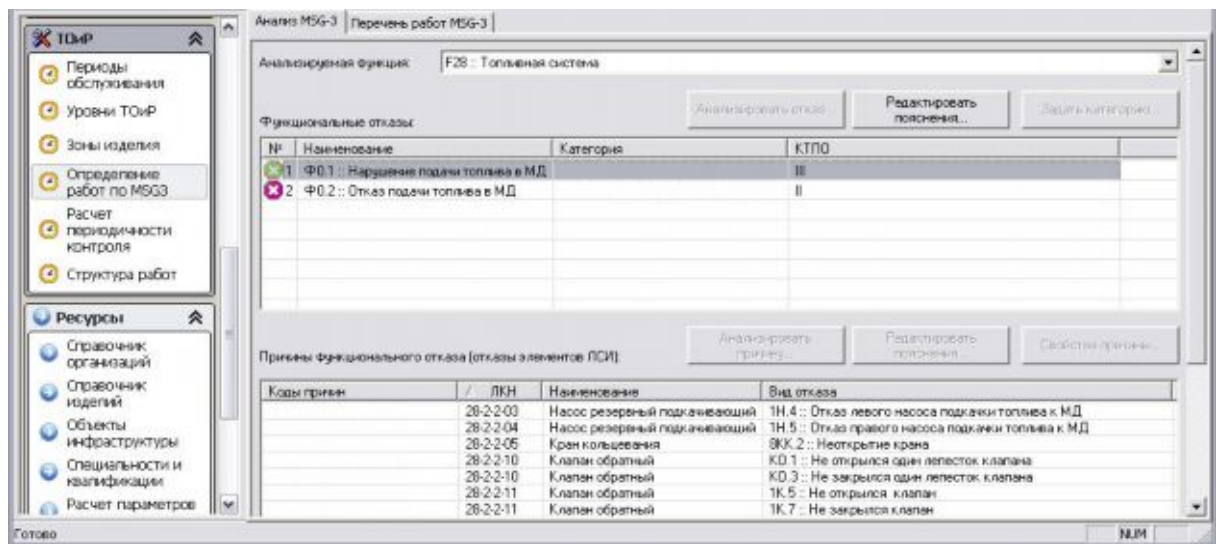 ТОиР
Периоды
обслуживания
Уровни ТОиР
Зоны изделия
Определение
работ по MSG3
Расчет
периодичности
контроля
Структура работ
Ресурсы
Справочник
организаций
Справочник
изделий
Объекты
инфраструктуры
Специальности и
квалификации
Расчет параметров
Анализ MSG-3 Перечень работ MSG-3
Анализируемая функция: F28 :: Топливная система
Анализировать отказ... Редактировать пояснения... Задать категорию...
Функциональные отказы:
№ Наименование Категория КТПО
1 Ф0.1 :: Нарушение подачи топлива в МД III
2 Ф0.2 :: Отказ подачи топлива в МД II
Анализировать причину... Редактировать пояснения... Свойства причины...
Причины функционального отказа (отказы элементов ЛСИ):
Коды причин / ЛКН Наименование Вид отказа
28-2-2-03 Насос резервный подкачивающий 1Н.4 :: Отказ левого насоса подкачки топлива к МД
28-2-2-04 Насос резервный подкачивающий 1Н.5 :: Отказ правого насоса подкачки топлива к МД
28-2-2-05 Кран кольцевания 8КК.2 :: Неоткрытие крана
28-2-2-10 Клапан обратный КО.1 :: Не открылся один лепесток клапана
28-2-2-10 Клапан обратный КО.3 :: Не закрылся один лепесток клапана
28-2-2-11 Клапан обратный 1К.5 :: Не открылся клапан
28-2-2-11 Клапан обратный 1К.7 :: Не закрылся клапан
Готово NUM